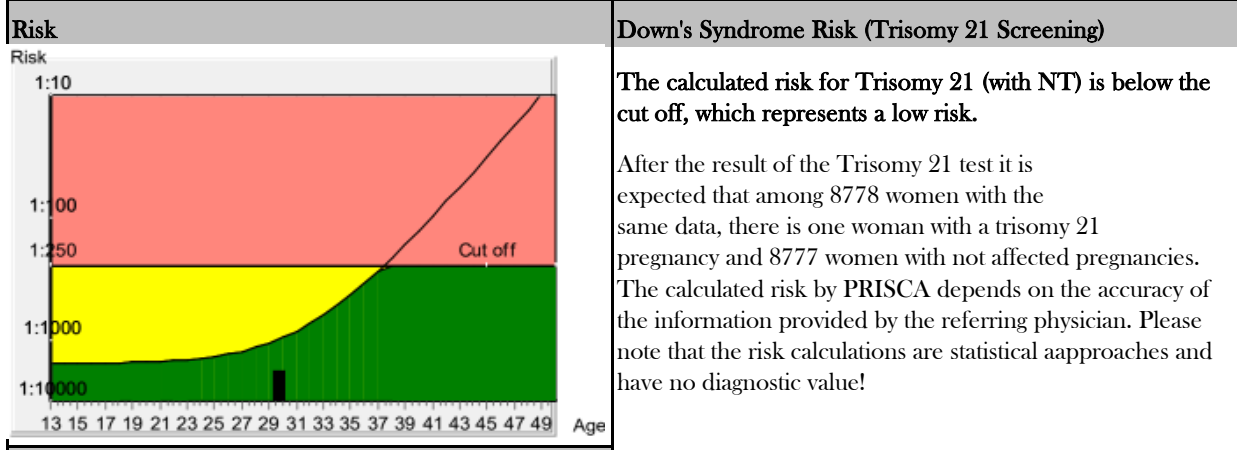 Risk
Down's Syndrome Risk (Trisomy 21 Screening)
Risk
1:10
1:100
1:250
Cut off
1:1000
1:10000
13 15 17 19 21 23 25 27 29 31 33 35 37 39 41 43 45 47 49 Age
The calculated risk for Trisomy 21 (with NT) is below the
cut off, which represents a low risk.
After the result of the Trisomy 21 test it is
expected that among 8778 women with the
same data, there is one woman with a trisomy 21
pregnancy and 8777 women with not affected pregnancies.
The calculated risk by PRISCA depends on the accuracy of
the information provided by the referring physician. Please
note that the risk calculations are statistical aapproaches and
have no diagnostic value!